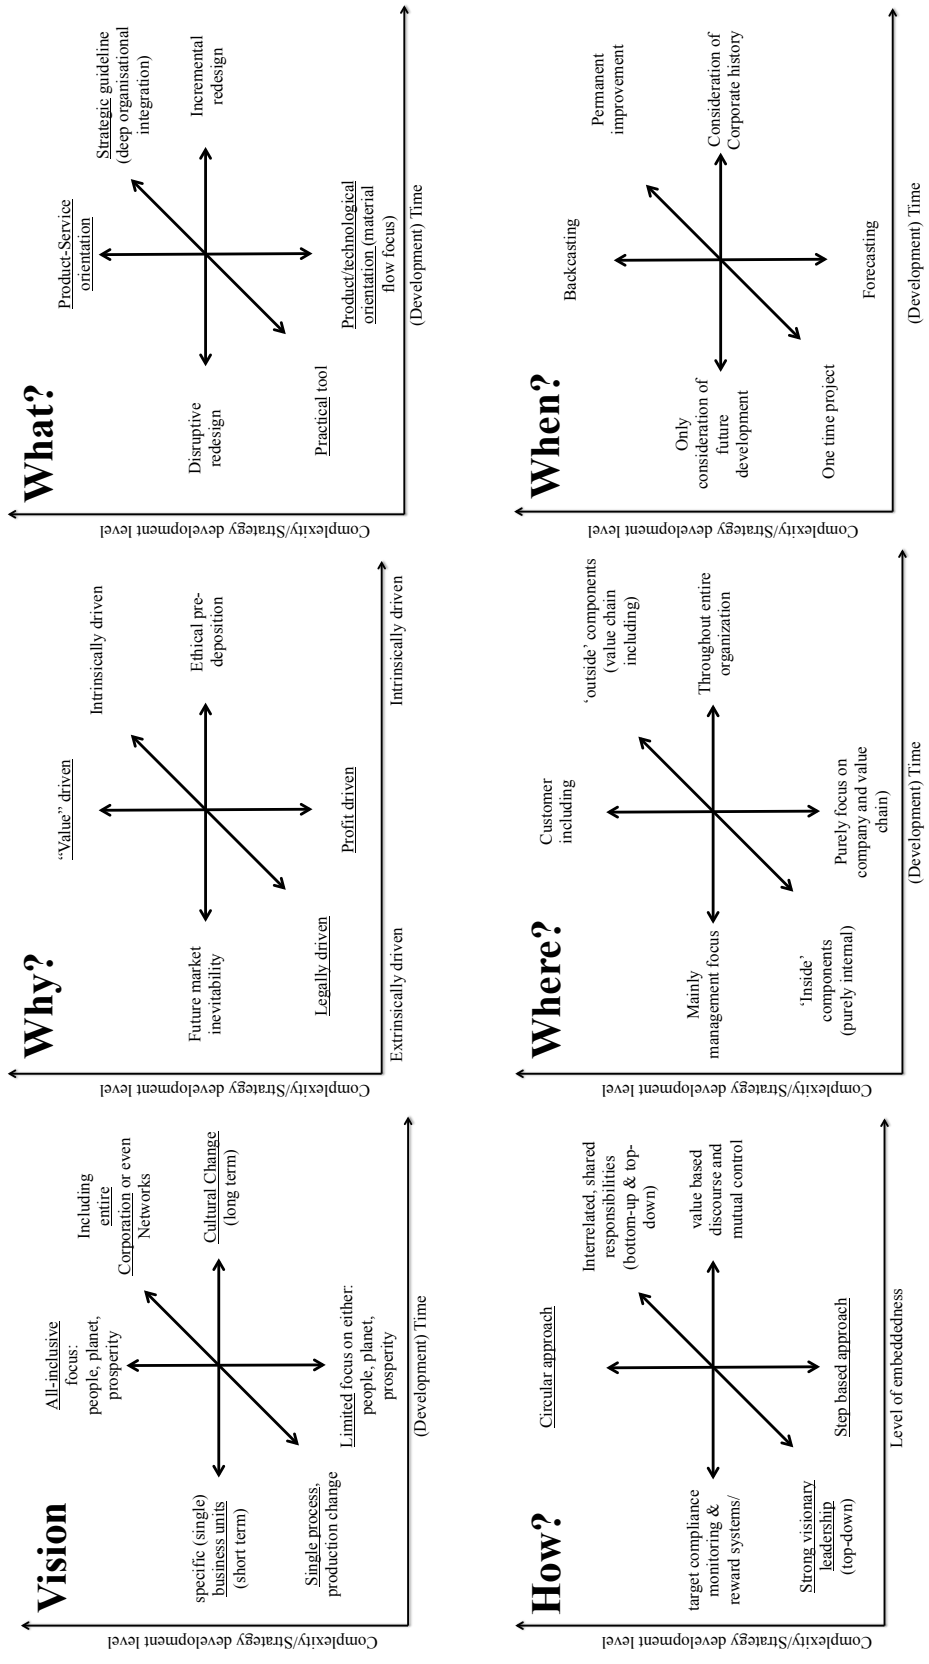 Vision
All-inclusive
focus:
people, planet,
prosperity
Including
entire
Corporation or even
Networks
specific (single)
business units
(short term)
Cultural Change
(long term)
Single process,
production change
Limited focus on either:
people, planet,
prosperity
(Development) Time
Complexity/Strategy development level
Why?
“Value” driven
Intrinsically driven
Future market
inevitability
Ethical pre-
deposition
Legally driven
Profit driven
Extrinsically driven
Intrinsically driven
Complexity/Strategy development level
What?
Product-Service
orientation
Strategic guideline
(deep organisational
integration)
Disruptive
redesign
Incremental
redesign
Practical tool
Product/technological
orientation (material
flow focus)
(Development) Time
Complexity/Strategy development level
How?
Circular approach
Interrelated, shared
responsibilities
(bottom-up & top-
down)
target compliance
monitoring &
reward systems/
value based
discourse and
mutual control
Strong visionary
leadership
(top-down)
Step based approach
Level of embeddedness
Complexity/Strategy development level
Where?
Customer
including
‘outside’ components
(value chain
including)
Mainly
management focus
Throughout entire
organization
‘Inside’
components
(purely internal)
Purely focus on
company and value
chain)
(Development) Time
Complexity/Strategy development level
When?
Backcasting
Permanent
improvement
Only
consideration of
future
development
Consideration of
Corporate history
One time project
Forecasting
(Development) Time
Complexity/Strategy development level